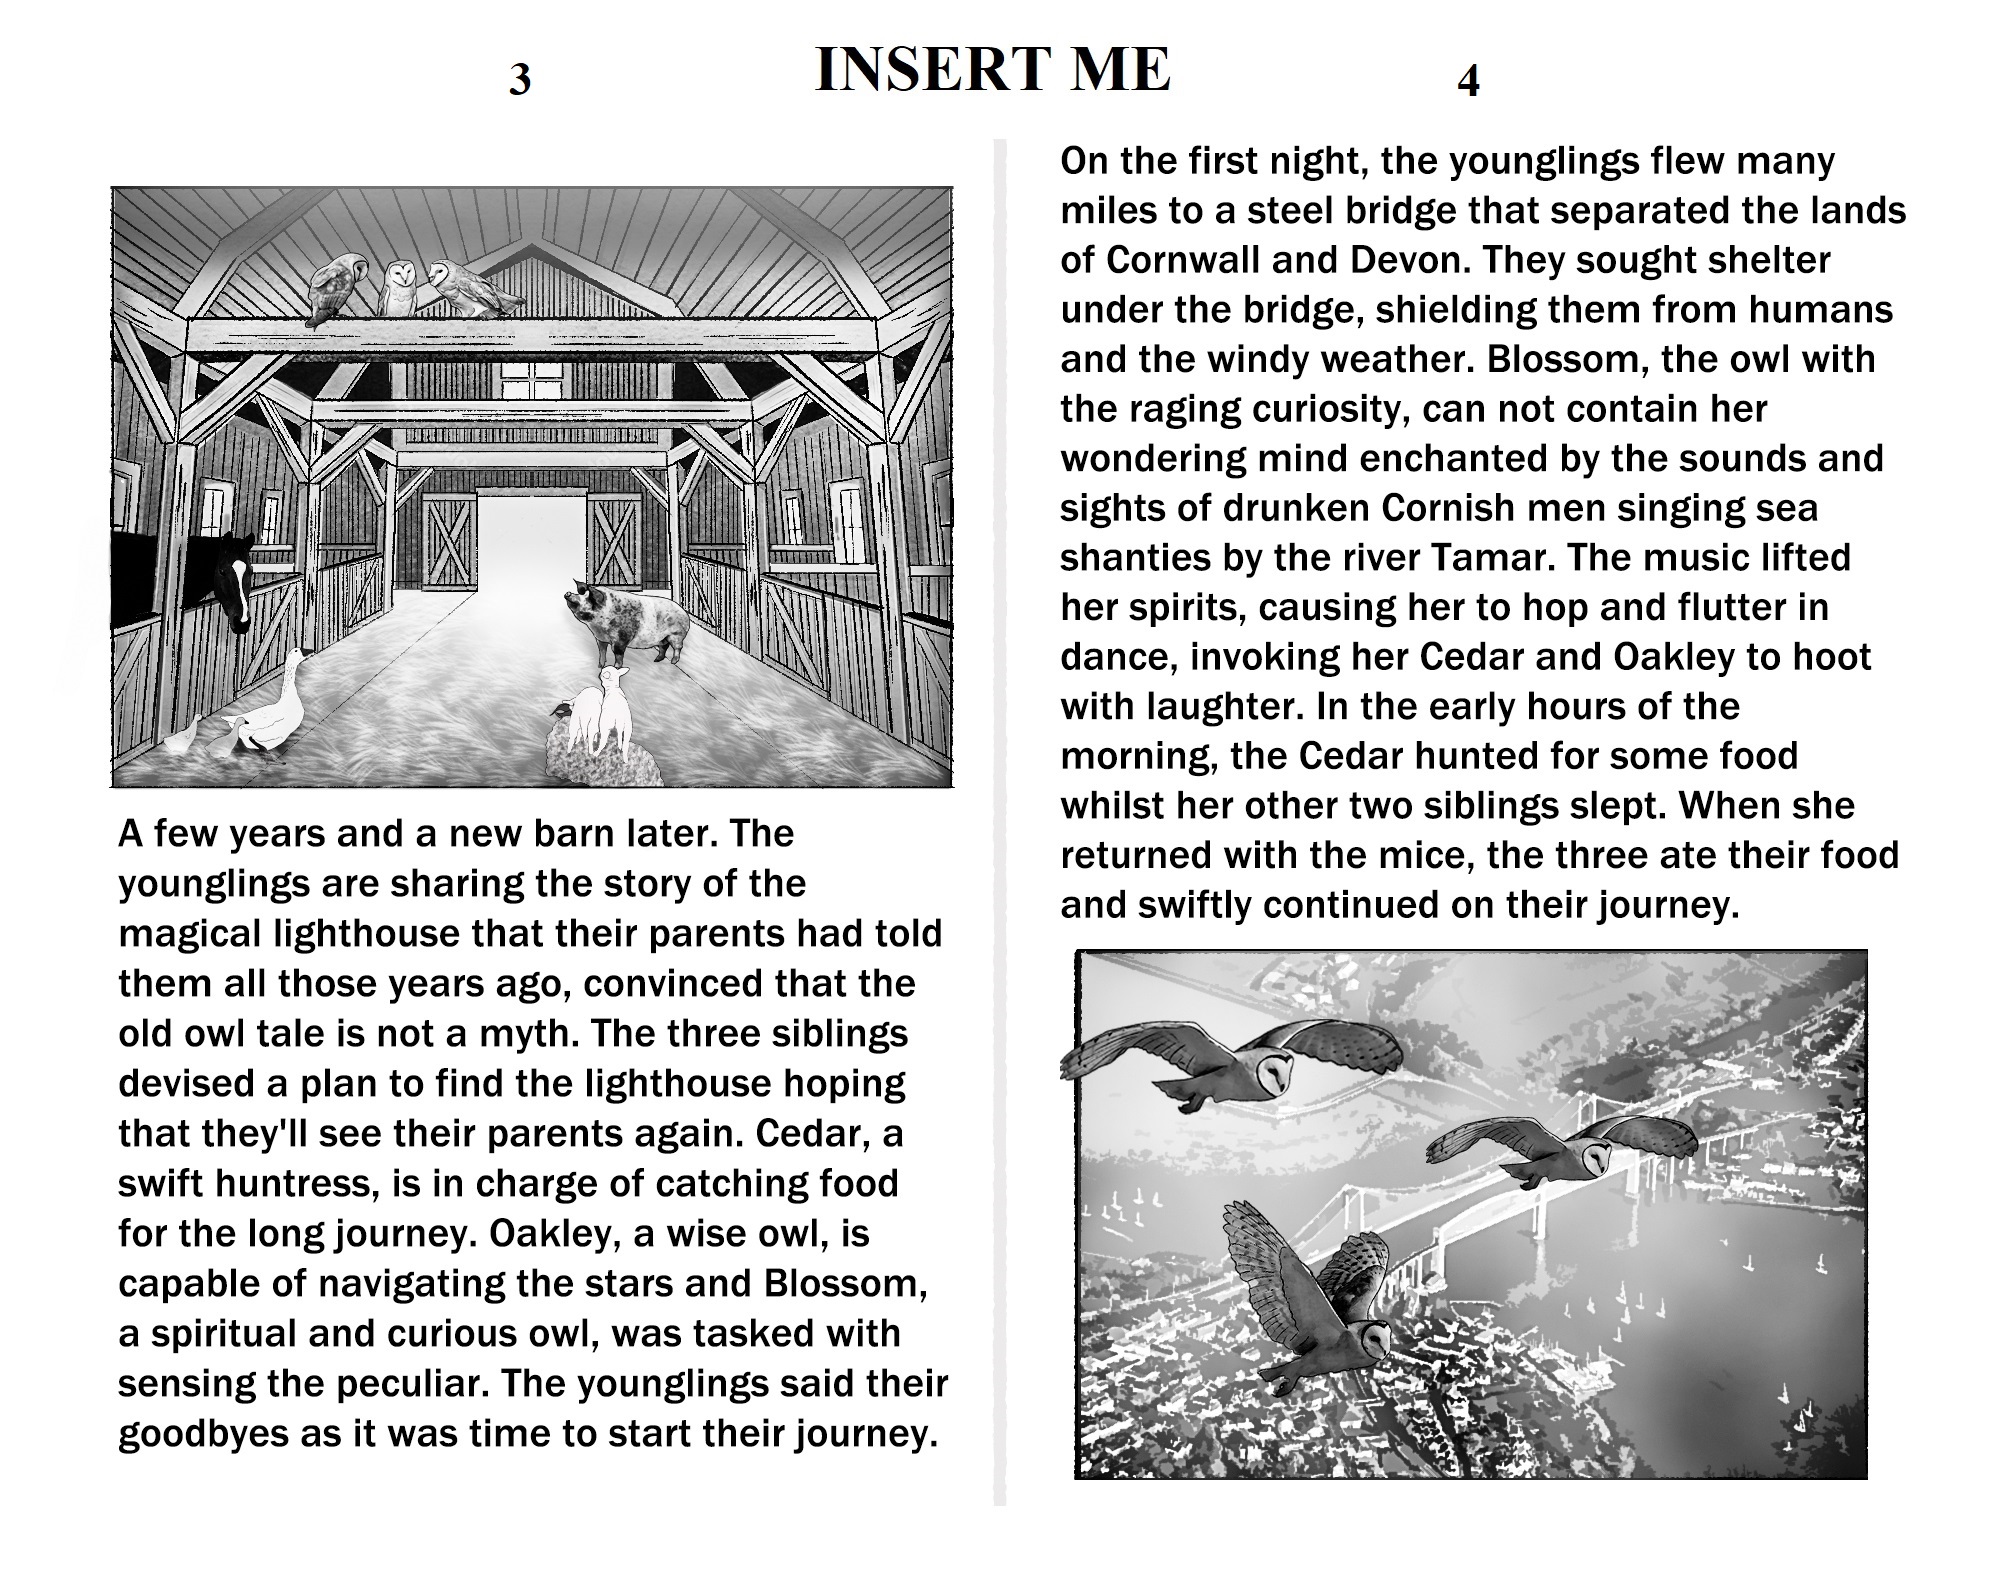 INSERT ME
3
A few years and a new barn later. The
younglings are sharing the story of the
magical lighthouse that their parents had told
them all those years ago, convinced that the
old owl tale is not a myth. The three siblings
devised a plan to find the lighthouse hoping
that they'll see their parents again. Cedar, a
swift huntress, is in charge of catching food
for the long journey. Oakley, a wise owl, is
capable of navigating the stars and Blossom,
a spiritual and curious owl, was tasked with
sensing the peculiar. The younglings said their
goodbyes as it was time to start their journey.
4
On the first night, the younglings flew many
miles to a steel bridge that separated the lands
of Cornwall and Devon. They sought shelter
under the bridge, shielding them from humans
and the windy weather. Blossom, the owl with
the raging curiosity, can not contain her
wondering mind enchanted by the sounds and
sights of drunken Cornish men singing sea
shanties by the river Tamar. The music lifted
her spirits, causing her to hop and flutter in
dance, invoking her Cedar and Oakley to hoot
with laughter. In the early hours of the
morning, the Cedar hunted for some food
whilst her other two siblings slept. When she
returned with the mice, the three ate their food
and swiftly continued on their journey.